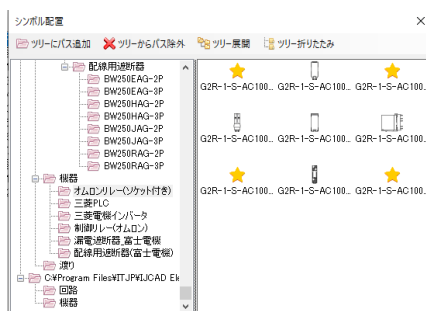 シンボル配置
ツリーにパス追加 ツリーからパス除外 ツリー展開 ツリー折りたたみ
配線用遮断器
BW250EAG-2P
BW250EAG-3P
BW250HAG-2P
BW250HAG-3P
BW250JAG-2P
BW250JAG-3P
BW250RAG-2P
BW250RAG-3P
機器
オムロンリレー(ソケット付き)
三菱PLC
三菱電機インバータ
制御リレー(オムロン)
漏電遮断器_富士電機
配線用遮断器(富士電機)
渡り
C:¥Program Files¥ITJP¥IJCAD Ele
回路
機器
G2R-1-S-AC100... G2R-1-S-AC100... G2R-1-S-AC100.
G2R-1-S-AC100... G2R-1-S-AC100... G2R-1-S-AC100.
G2R-1-S-AC100... G2R-1-S-AC100... G2R-1-S-AC100.